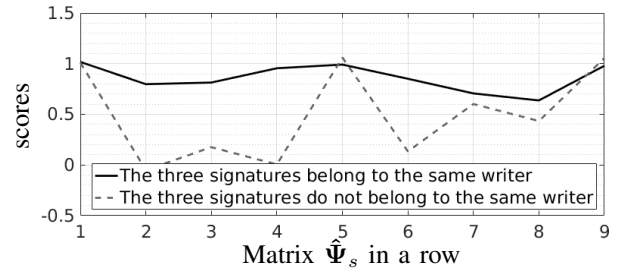 1.5
1
0.5
0
-0.5
scores
The three signatures belong to the same writer
The three signatures do not belong to the same writer
1 2 3 4 5 6 7 8 9
Matrix Ψ̂ₛ in a row